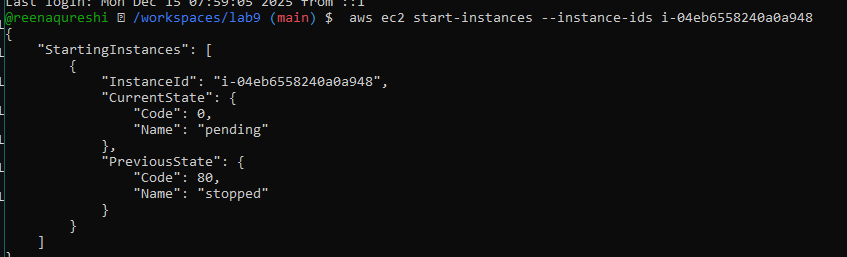 Last login: Mon Dec 15 07:59:05 2025 from ::1
@reenaqureshi /workspaces/lab9 (main) $ aws ec2 start-instances --instance-ids i-04eb6558240a0a948
{
    "StartingInstances": [
        {
            "InstanceId": "i-04eb6558240a0a948",
            "CurrentState": {
                "Code": 0,
                "Name": "pending"
            },
            "PreviousState": {
                "Code": 80,
                "Name": "stopped"
            }
        }
    ]
}